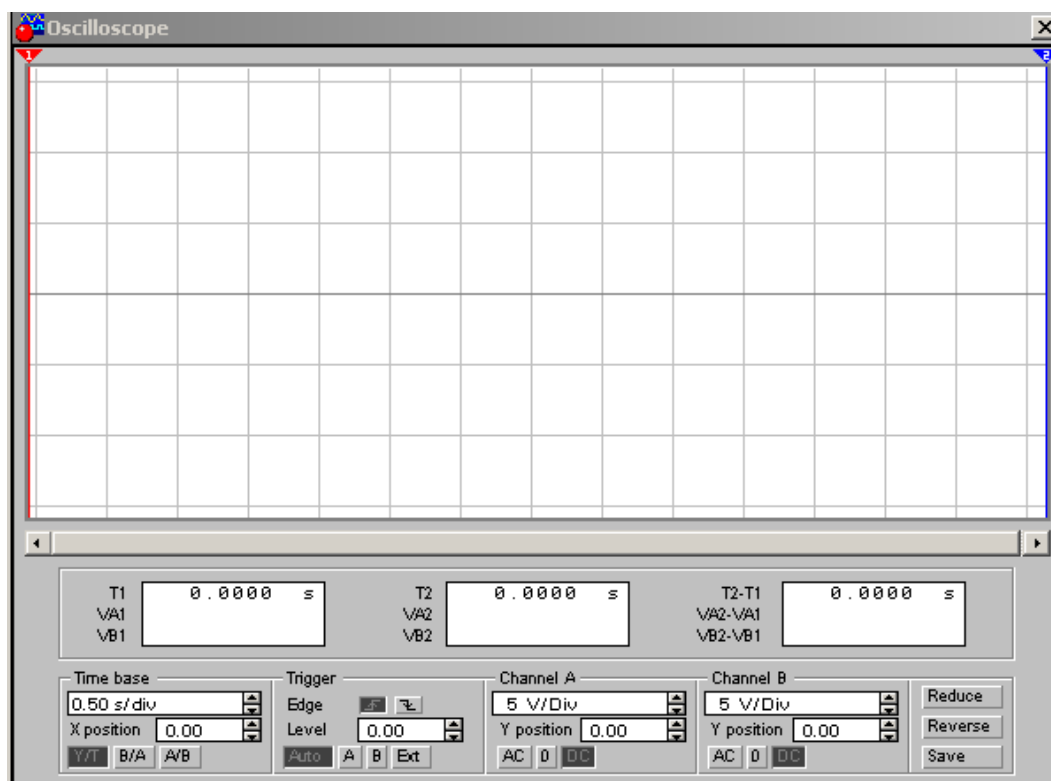 Oscilloscope
1 2
T1 0.0000 s T2 0.0000 s T2-T1 0.0000 s
VA1 VA2 VA2-VA1
VB1 VB2 VB2-VB1
Time base Trigger Channel A Channel B
0.50 s/div Edge 5 V/Div 5 V/Div Reduce
X position 0.00 Level 0.00 Y position 0.00 Y position 0.00 Reverse
Y/T B/A A/B Auto A B Ext AC 0 DC AC 0 DC Save